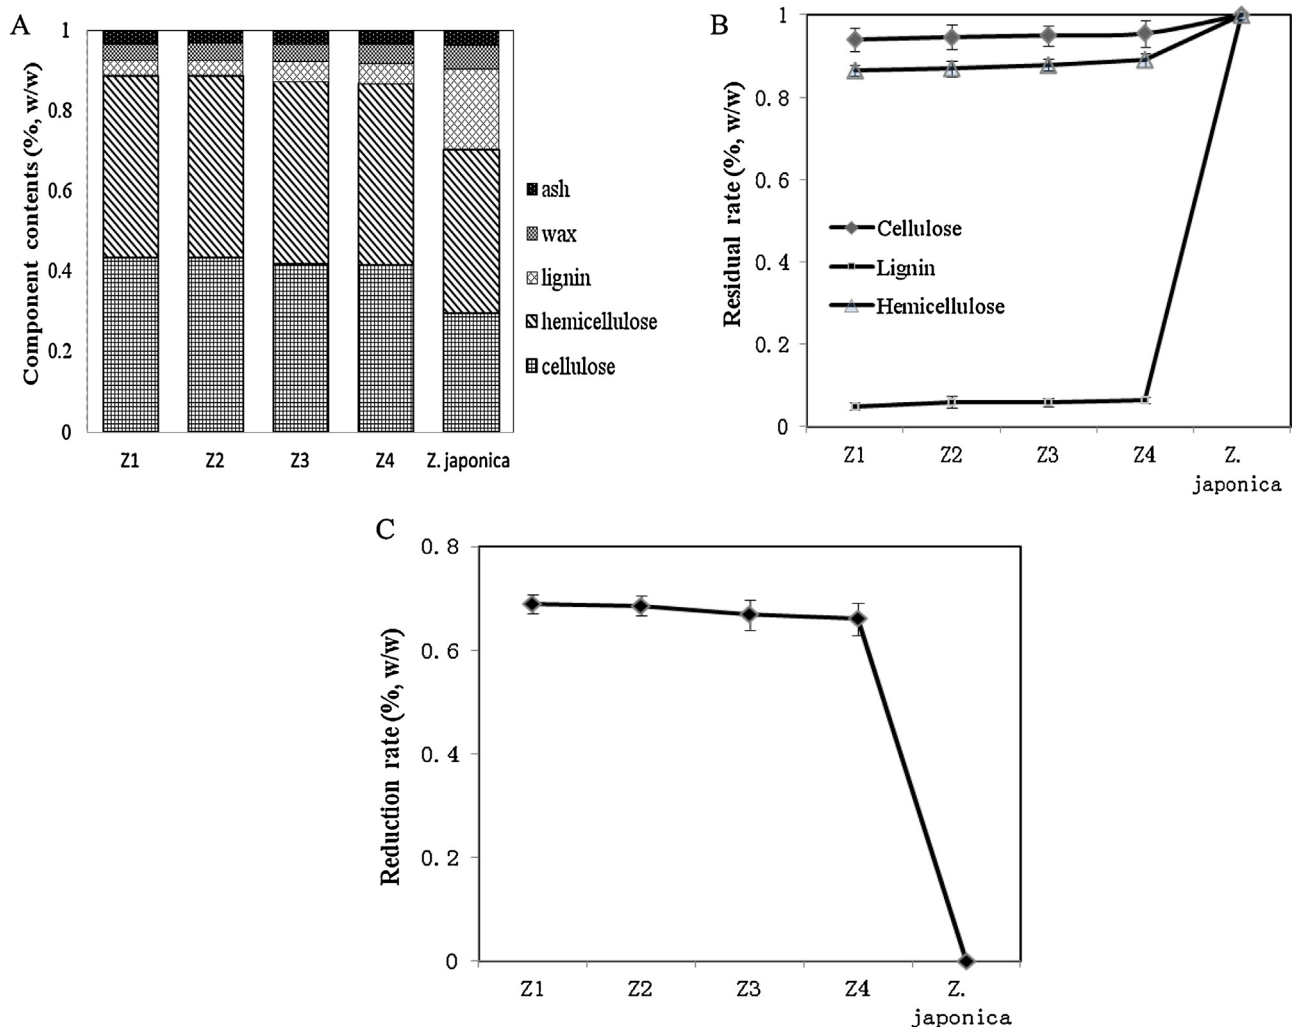 A
Component contents (%, w/w)
1
0.8
0.6
0.4
0.2
0
Z1 Z2 Z3 Z4 Z. japonica
ash
wax
lignin
hemicellulose
cellulose
B
Residual rate (%, w/w)
1
0.8
0.6
0.4
0.2
0
Cellulose
Lignin
Hemicellulose
Z1 Z2 Z3 Z4 Z.
japonica
C
Reduction rate (%, w/w)
0.8
0.6
0.4
0.2
0
Z1 Z2 Z3 Z4 Z.
japonica